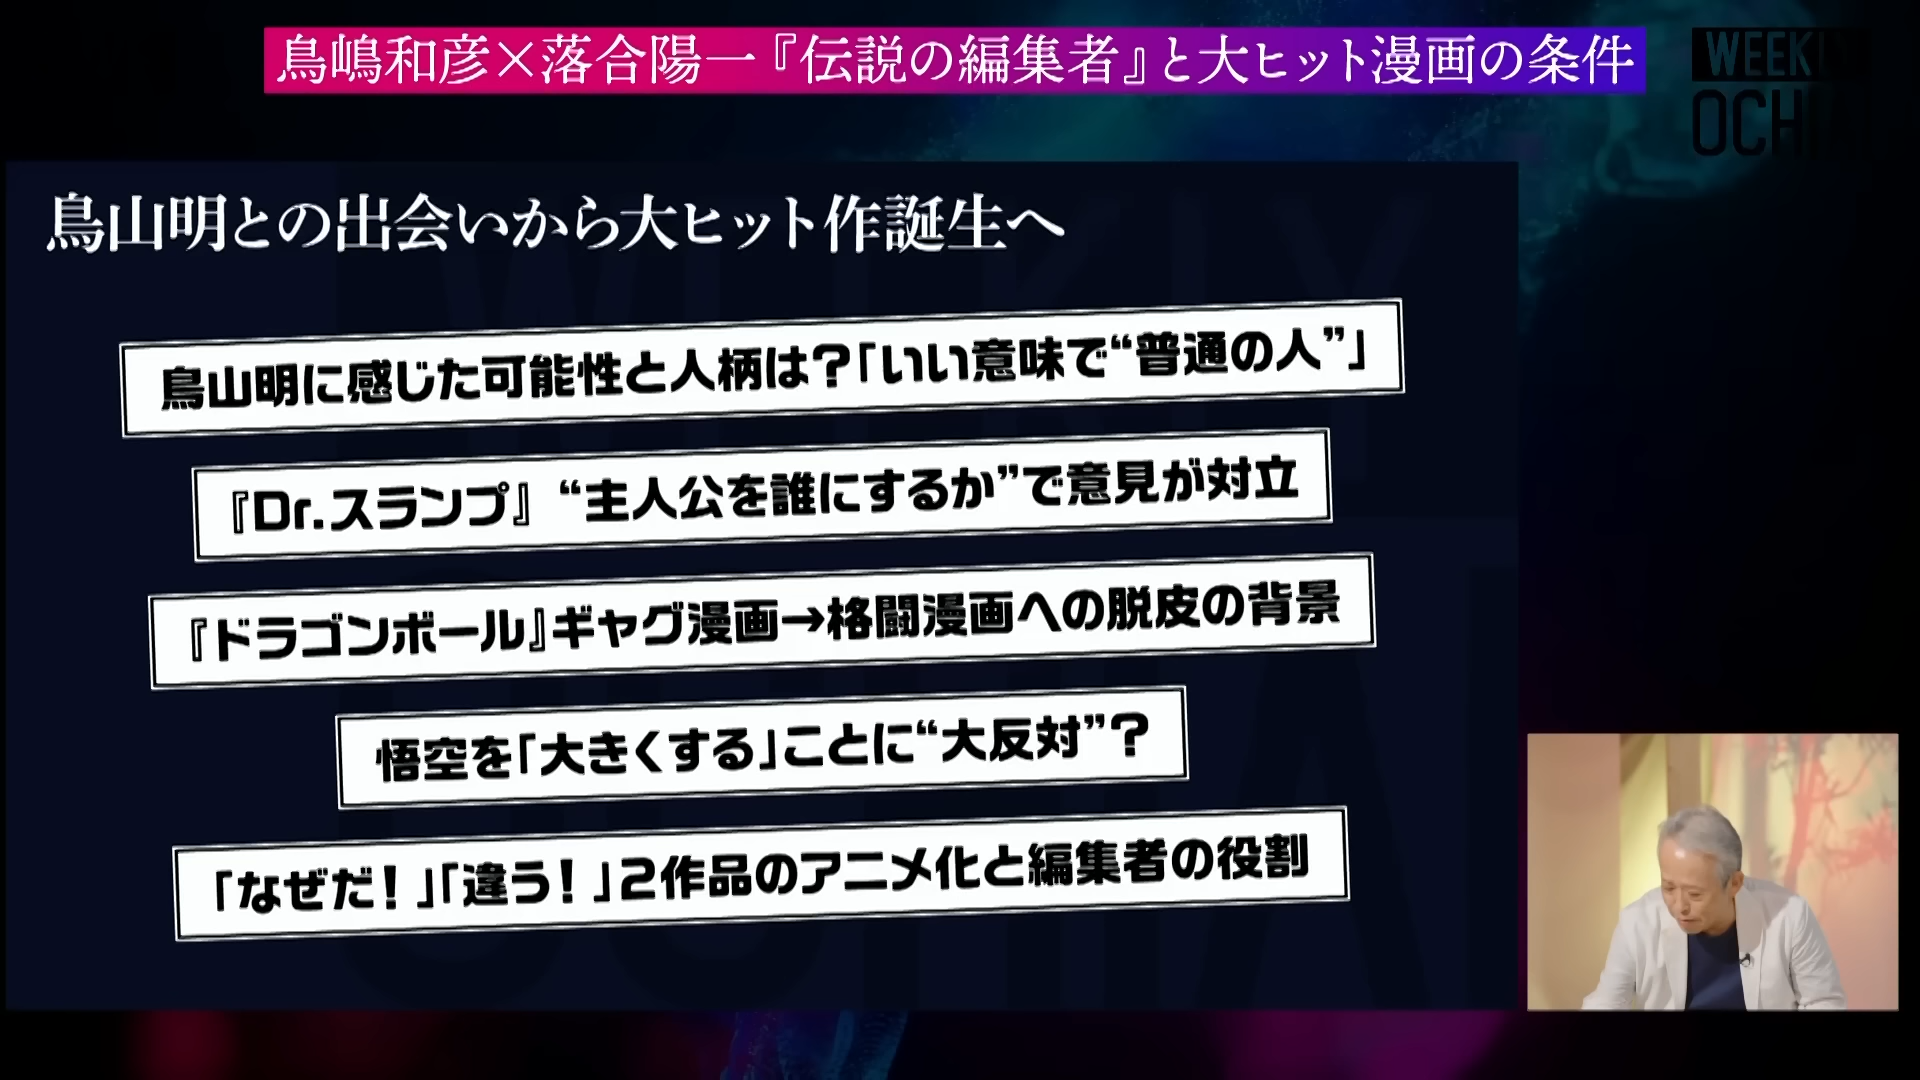 鳥嶋和彦×落合陽一『伝説の編集者』と大ヒット漫画の条件
WEEKLY
OCHIAI
鳥山明との出会いから大ヒット作誕生へ
鳥山明に感じた可能性と人柄は？「いい意味で“普通の人”」
『Dr.スランプ』“主人公を誰にするか”で意見が対立
『ドラゴンボール』ギャグ漫画→格闘漫画への脱皮の背景
悟空を「大きくする」ことに“大反対”？
「なぜだ！」「違う！」2作品のアニメ化と編集者の役割